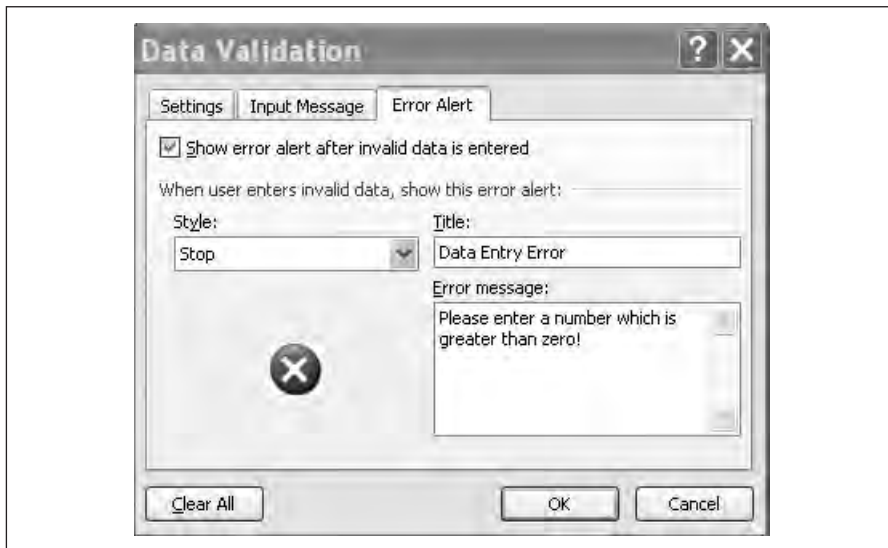 Data Validation
Settings
Input Message
Error Alert
Show error alert after invalid data is entered
When user enters invalid data, show this error alert:
Style:
Title:
Stop
Data Entry Error
Error message:
Please enter a number which is
greater than zero!
Clear All
OK
Cancel